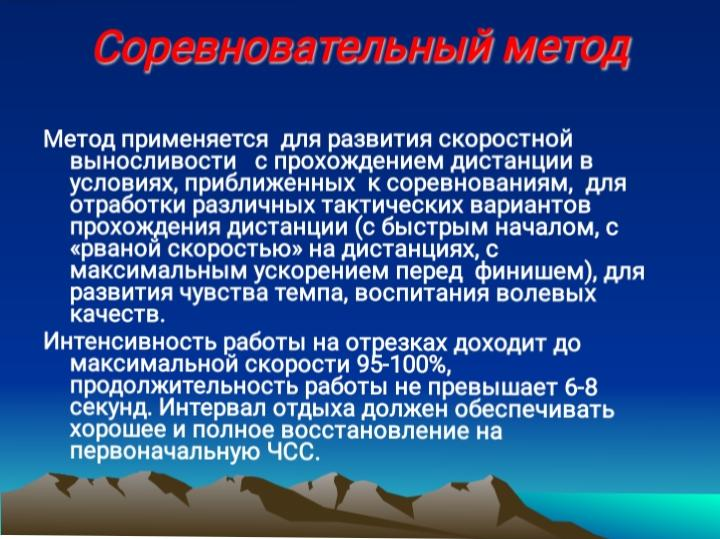 Соревновательный метод
Метод применяется  для развития скоростной
выносливости   с прохождением дистанции в
условиях, приближенных  к соревнованиям,  для
отработки различных тактических вариантов
прохождения дистанции (с быстрым началом, с
«рваной скоростью» на дистанциях, с
максимальным ускорением перед  финишем), для
развития чувства темпа, воспитания волевых
качеств.
Интенсивность работы на отрезках доходит до
максимальной скорости 95-100%,
продолжительность работы не превышает 6-8
секунд. Интервал отдыха должен обеспечивать
хорошее и полное восстановление на
первоначальную ЧСС.